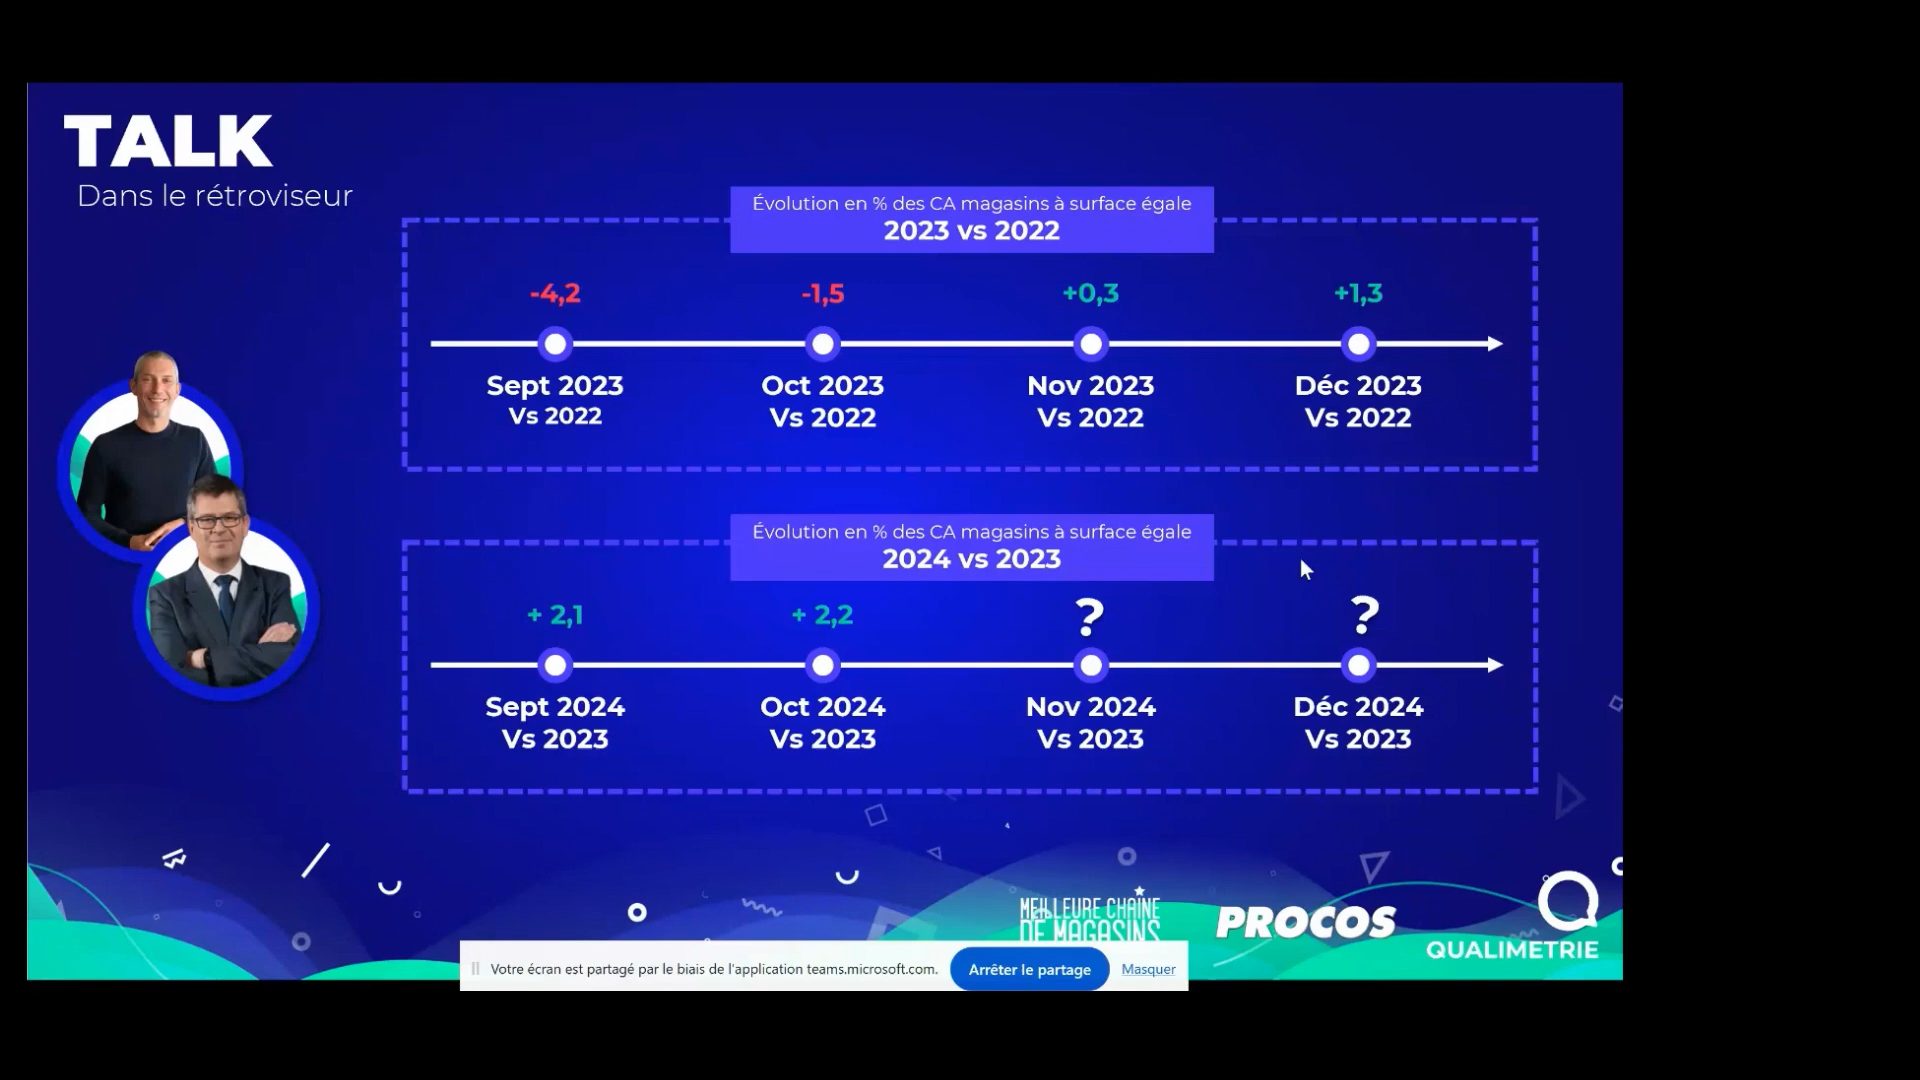 TALK
Dans le rétroviseur
Évolution en % des CA magasins à surface égale
2023 vs 2022
-4,2
-1,5
+0,3
+1,3
Sept 2023
Vs 2022
Oct 2023
Vs 2022
Nov 2023
Vs 2022
Déc 2023
Vs 2022
Évolution en % des CA magasins à surface égale
2024 vs 2023
+ 2,1
+ 2,2
?
?
Sept 2024
Vs 2023
Oct 2024
Vs 2023
Nov 2024
Vs 2023
Déc 2024
Vs 2023
MEILLEURE CHAÎNE
DE MAGASINS
PROCOS
QUALIMETRIE
Votre écran est partagé par le biais de l'application teams.microsoft.com.
Arrêter le partage
Masquer